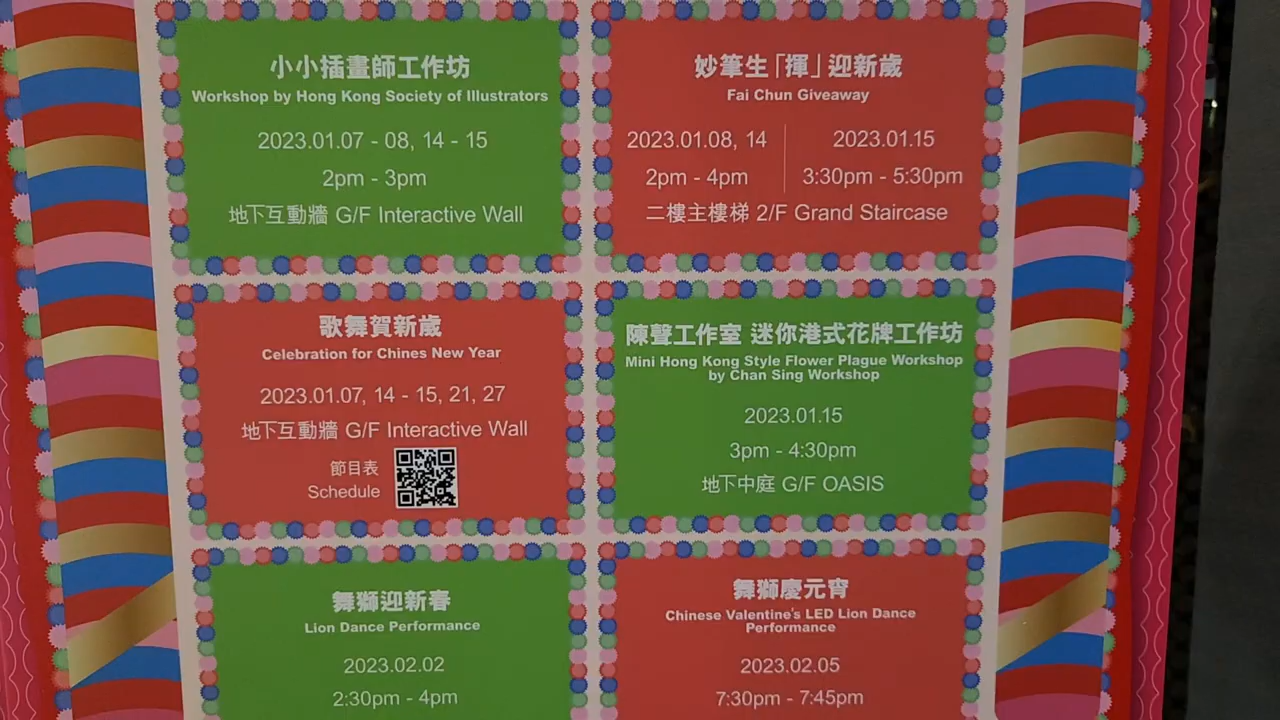 小小插畫師工作坊
Workshop by Hong Kong Society of Illustrators
2023.01.07 - 08, 14 - 15
2pm - 3pm
地下互動牆 G/F Interactive Wall
妙筆生「揮」迎新歲
Fai Chun Giveaway
2023.01.08, 14
2pm - 4pm
2023.01.15
3:30pm - 5:30pm
二樓主樓梯 2/F Grand Staircase
歌舞賀新歲
Celebration for Chines New Year
2023.01.07, 14 - 15, 21, 27
地下互動牆 G/F Interactive Wall
節目表
Schedule
陳聲工作室 迷你港式花牌工作坊
Mini Hong Kong Style Flower Plague Workshop
by Chan Sing Workshop
2023.01.15
3pm - 4:30pm
地下中庭 G/F OASIS
舞獅迎新春
Lion Dance Performance
2023.02.02
2:30pm - 4pm
舞獅慶元宵
Chinese Valentine's LED Lion Dance
Performance
2023.02.05
7:30pm - 7:45pm